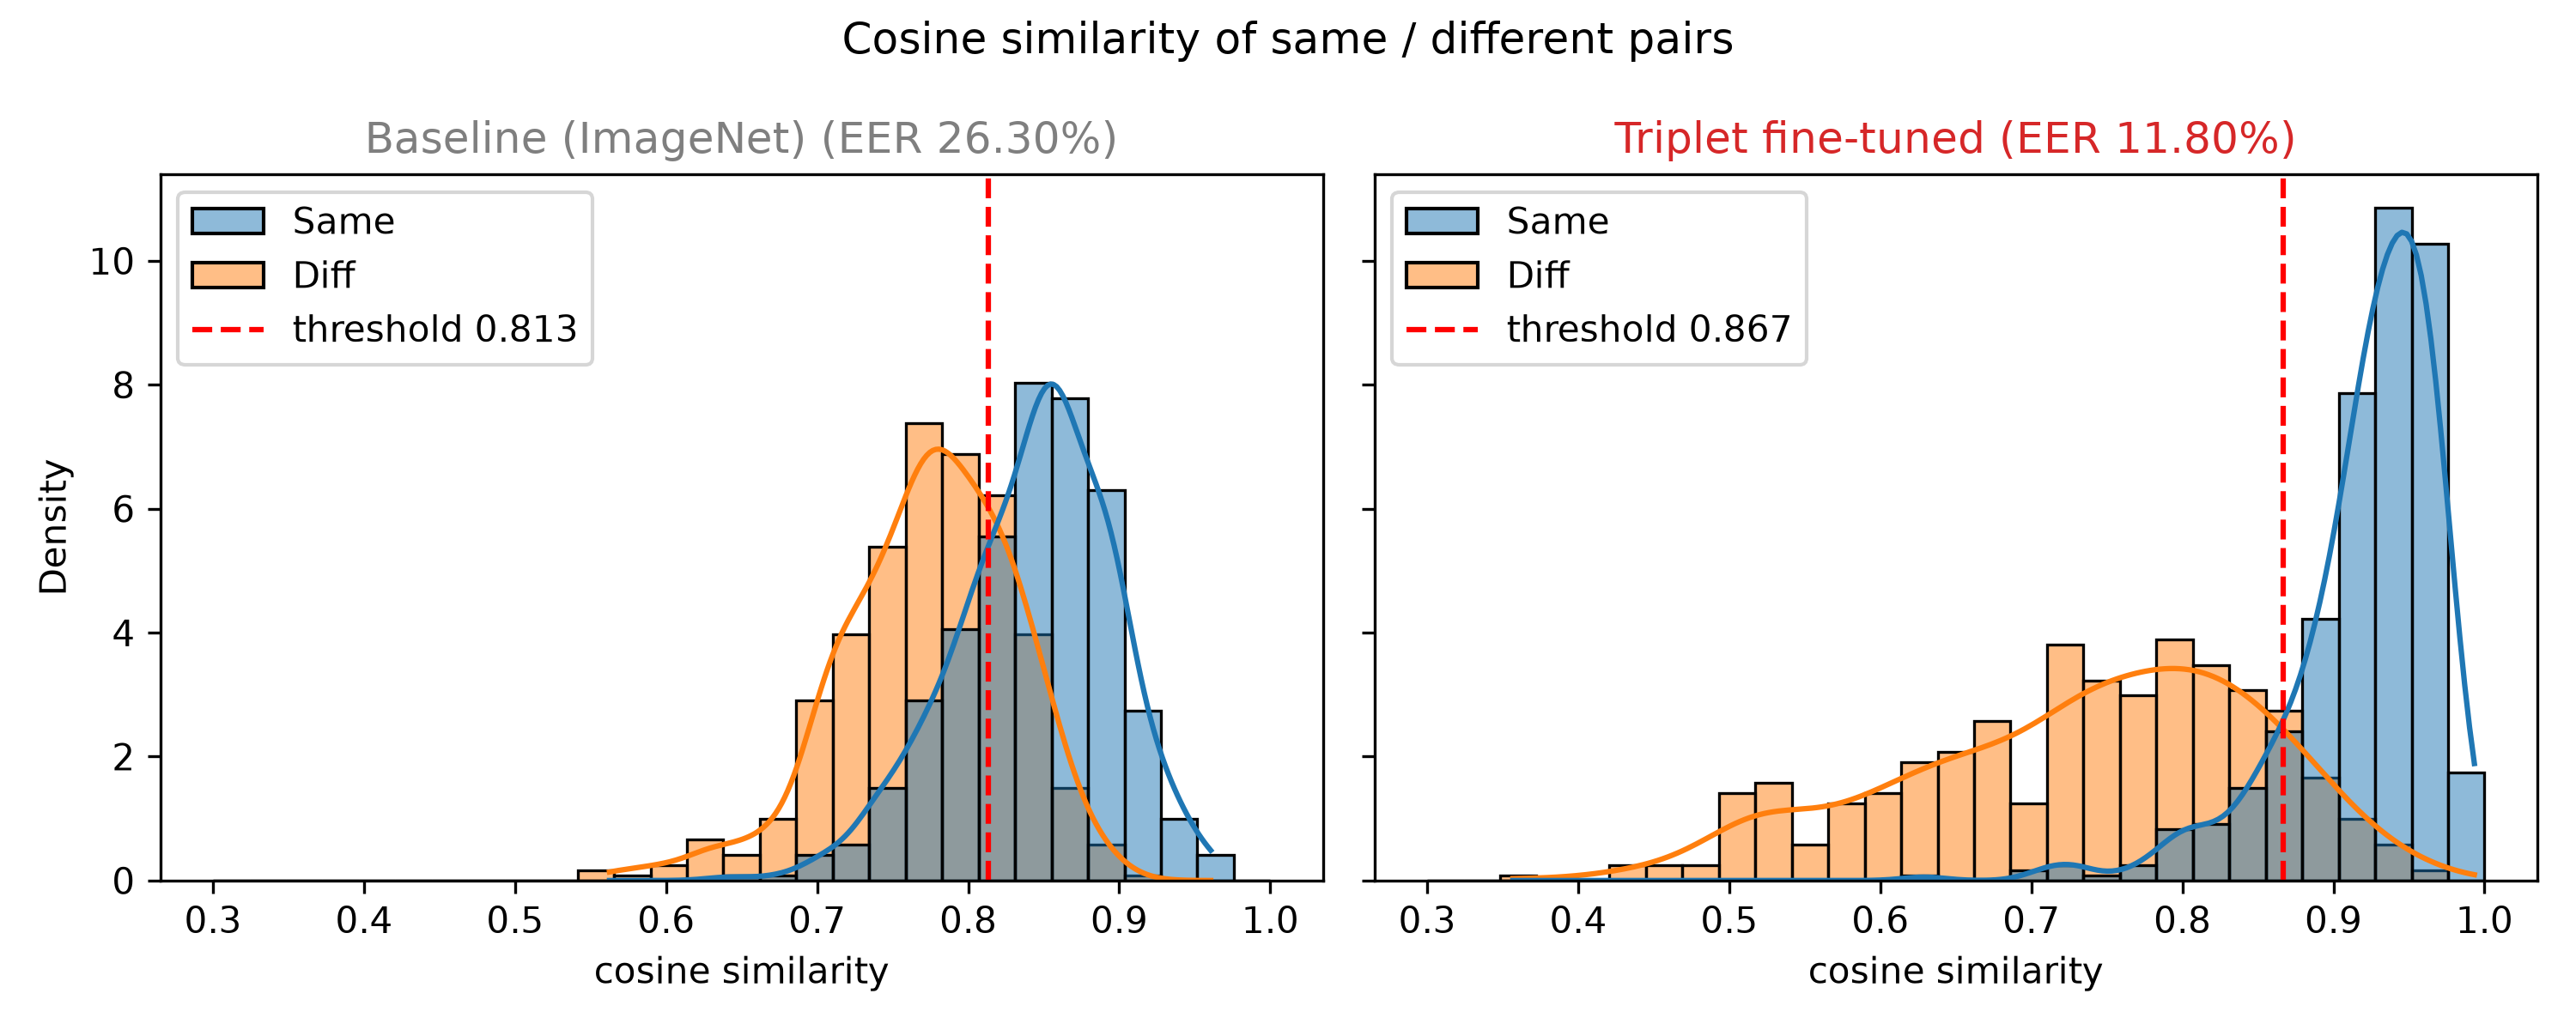 Cosine similarity of same / different pairs
Baseline (ImageNet) (EER 26.30%)
Same
Diff
threshold 0.813
Density
10
8
6
4
2
0
0.3 0.4 0.5 0.6 0.7 0.8 0.9 1.0
cosine similarity
Triplet fine-tuned (EER 11.80%)
Same
Diff
threshold 0.867
0.3 0.4 0.5 0.6 0.7 0.8 0.9 1.0
cosine similarity